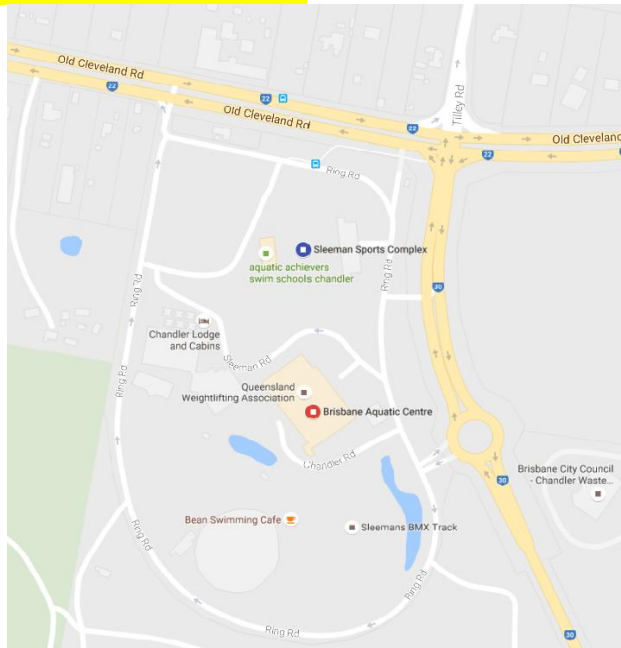 Old Cleveland Rd
22
22
Old Cleveland Rd
22
Tilley Rd
Old Cleveland
22
Ring Rd
Sleeman Sports Complex
aquatic achievers
swim schools chandler
Ring Rd
Ring Rd
30
Chandler Lodge
and Cabins
Sleeman Rd
Ring Rd
Queensland
Weightlifting Association
Brisbane Aquatic Centre
Chandler Rd
Brisbane City Council
- Chandler Waste...
30
Bean Swimming Cafe
Sleemans BMX Track
Ring Rd
Ring Rd
Ring Rd
30